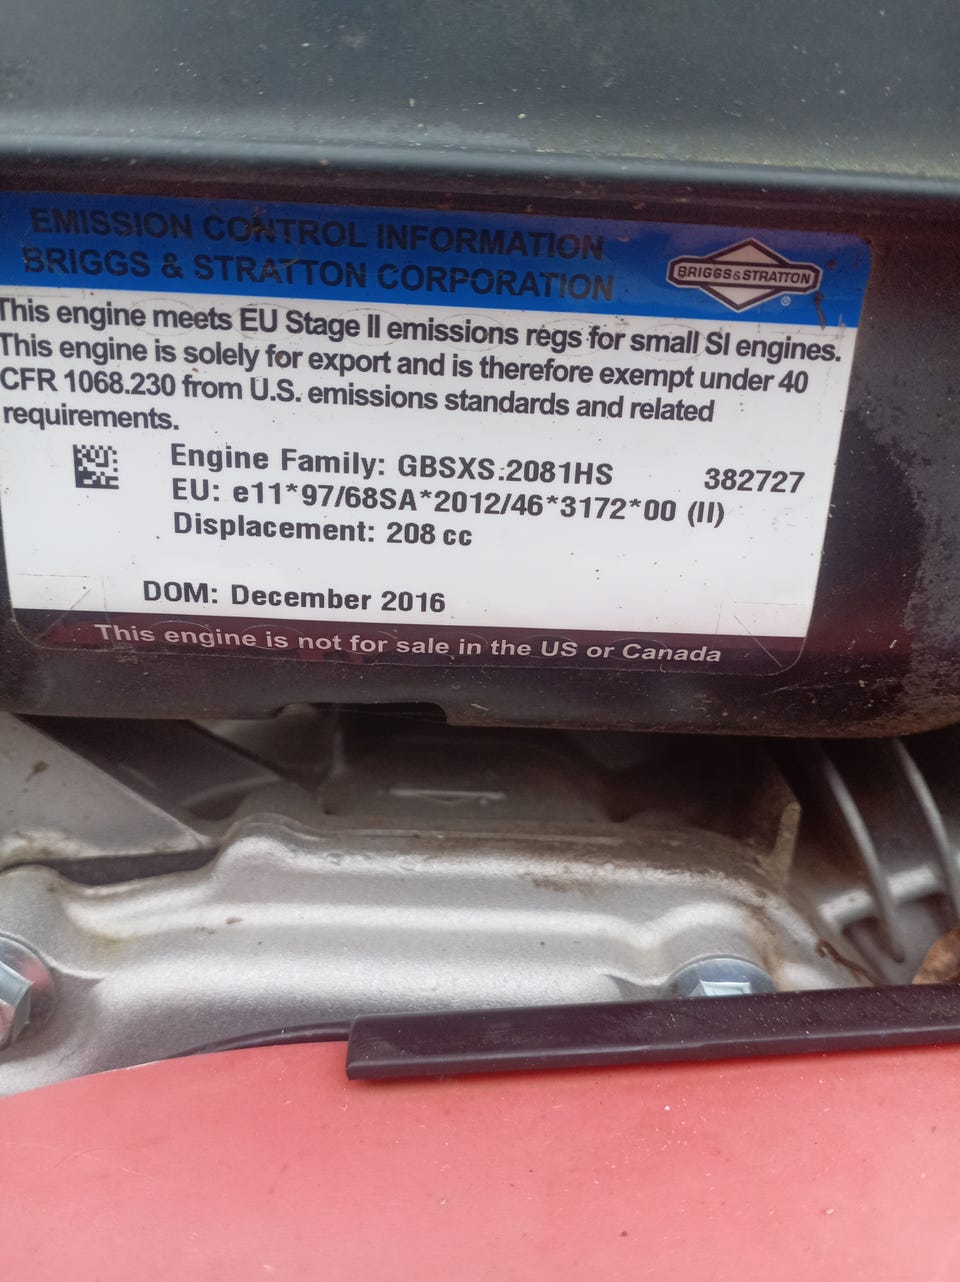 EMISSION CONTROL INFORMATION
BRIGGS & STRATTON CORPORATION
BRIGGS&STRATTON®
This engine meets EU Stage II emissions regs for small SI engines.
This engine is solely for export and is therefore exempt under 40
CFR 1068.230 from U.S. emissions standards and related
requirements.
Engine Family: GBSXS.2081HS 382727
EU: e11*97/68SA*2012/46*3172*00 (II)
Displacement: 208 cc
DOM: December 2016
This engine is not for sale in the US or Canada